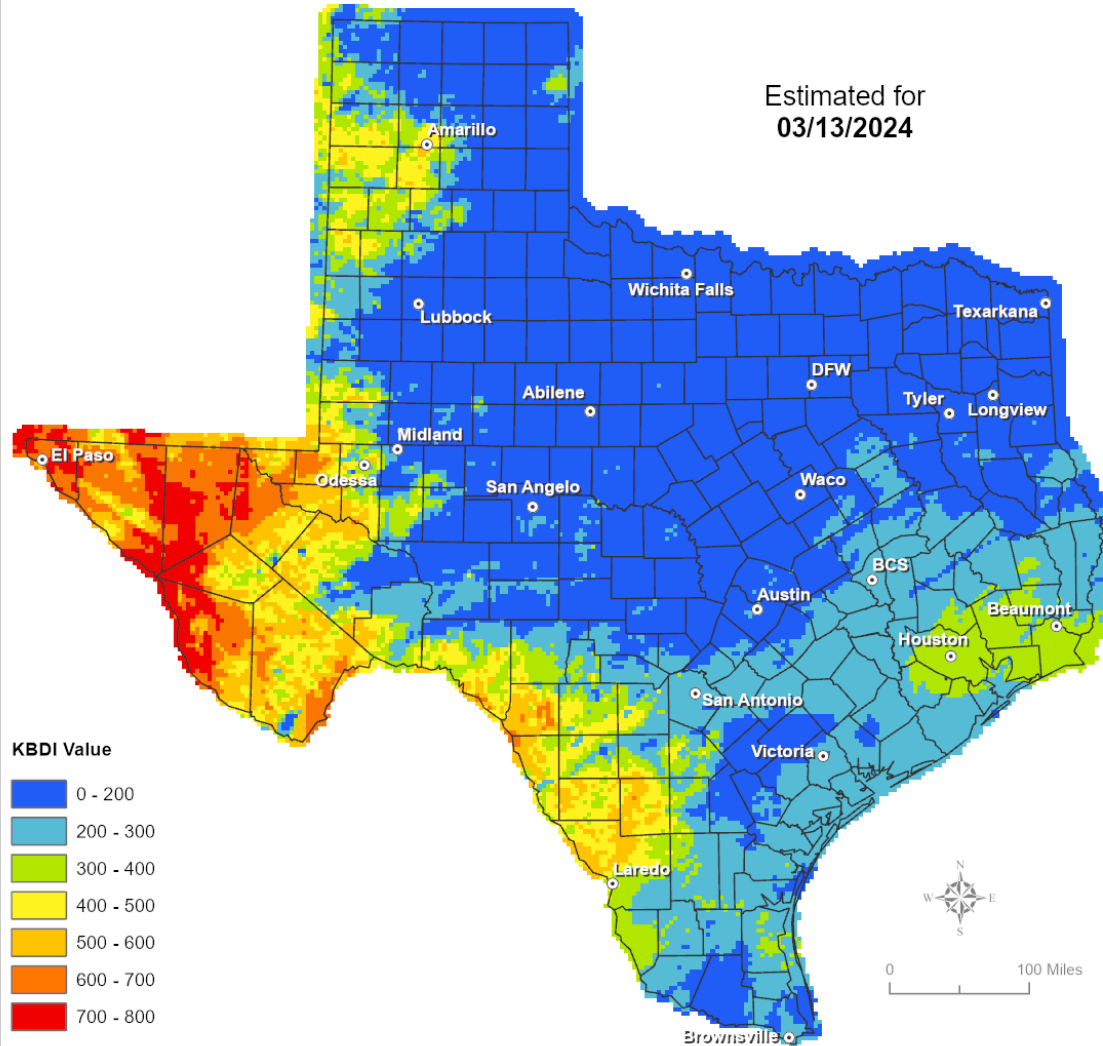 Estimated for
03/13/2024
Amarillo
Wichita Falls
Lubbock
Texarkana
DFW
Abilene
Tyler
Longview
Midland
El Paso
Odessa
San Angelo
Waco
BCS
Austin
Beaumont
Houston
San Antonio
Victoria
Laredo
Brownsville
KBDI Value
0 - 200
200 - 300
300 - 400
400 - 500
500 - 600
600 - 700
700 - 800
N
W E
S
0 100 Miles